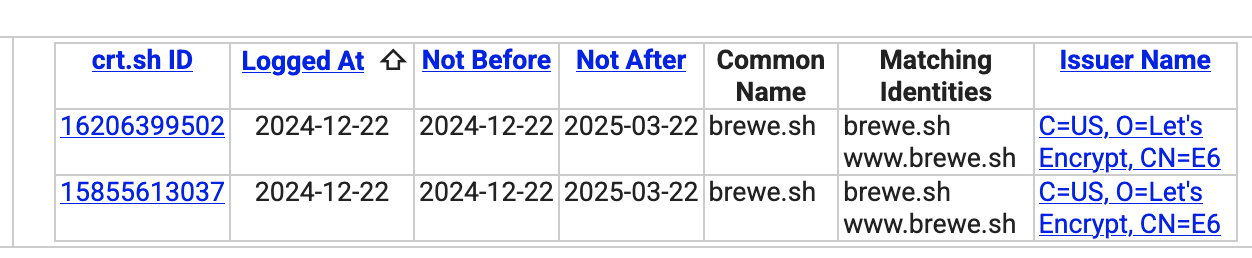 crt.sh ID Logged At ⇧ Not Before Not After Common Name Matching Identities Issuer Name
16206399502 2024-12-22 2024-12-22 2025-03-22 brewe.sh brewe.sh C=US, O=Let's
www.brewe.sh Encrypt, CN=E6
15855613037 2024-12-22 2024-12-22 2025-03-22 brewe.sh brewe.sh C=US, O=Let's
www.brewe.sh Encrypt, CN=E6